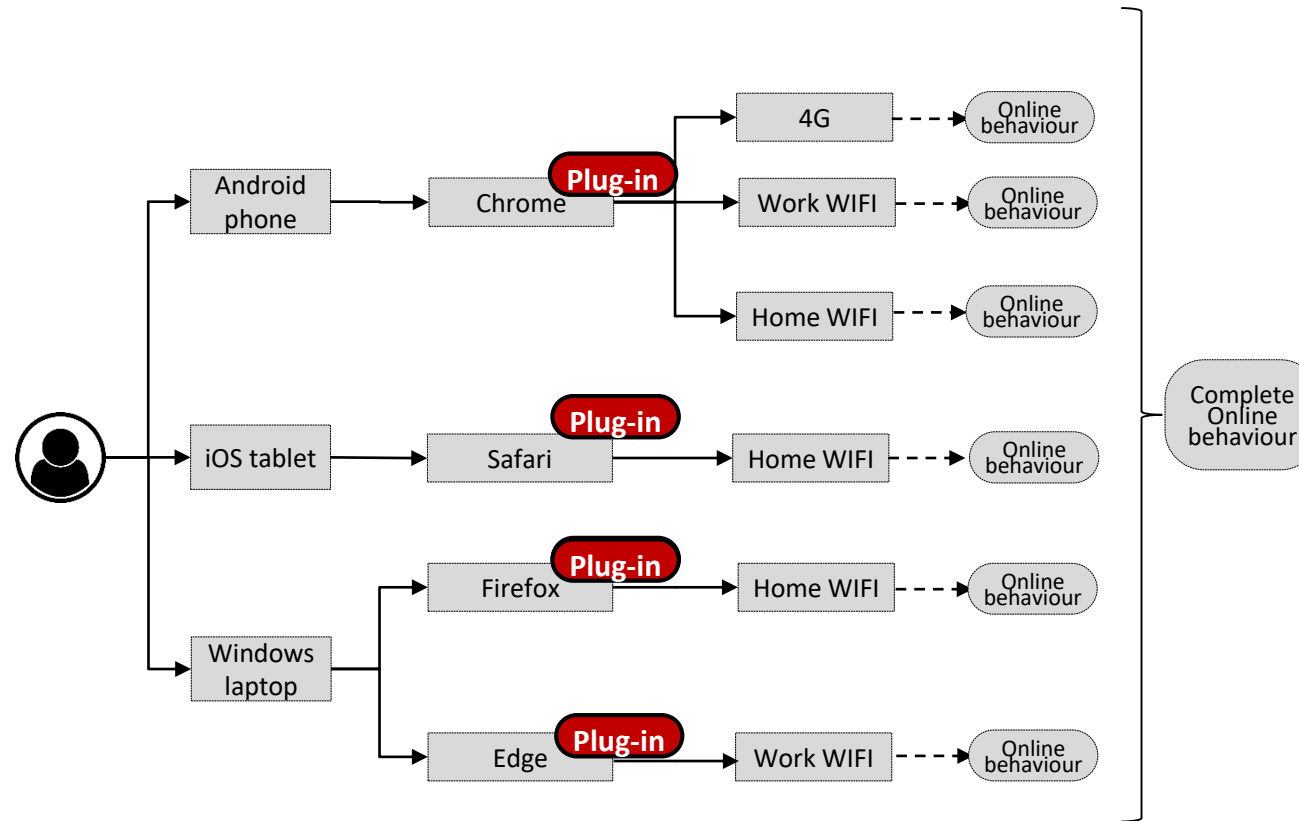 Online
behaviour
4G
Plug-in
Android
phone
Chrome
Work WIFI
Online
behaviour
Home WIFI
Online
behaviour
Complete
Online
behaviour
Plug-in
iOS tablet
Safari
Home WIFI
Online
behaviour
Plug-in
Firefox
Home WIFI
Online
behaviour
Windows
laptop
Plug-in
Edge
Work WIFI
Online
behaviour